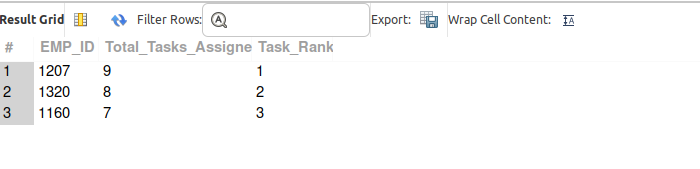 Result Grid Filter Rows: Export: Wrap Cell Content:
# EMP_ID Total_Tasks_Assigne Task_Rank
1 1207 9 1
2 1320 8 2
3 1160 7 3